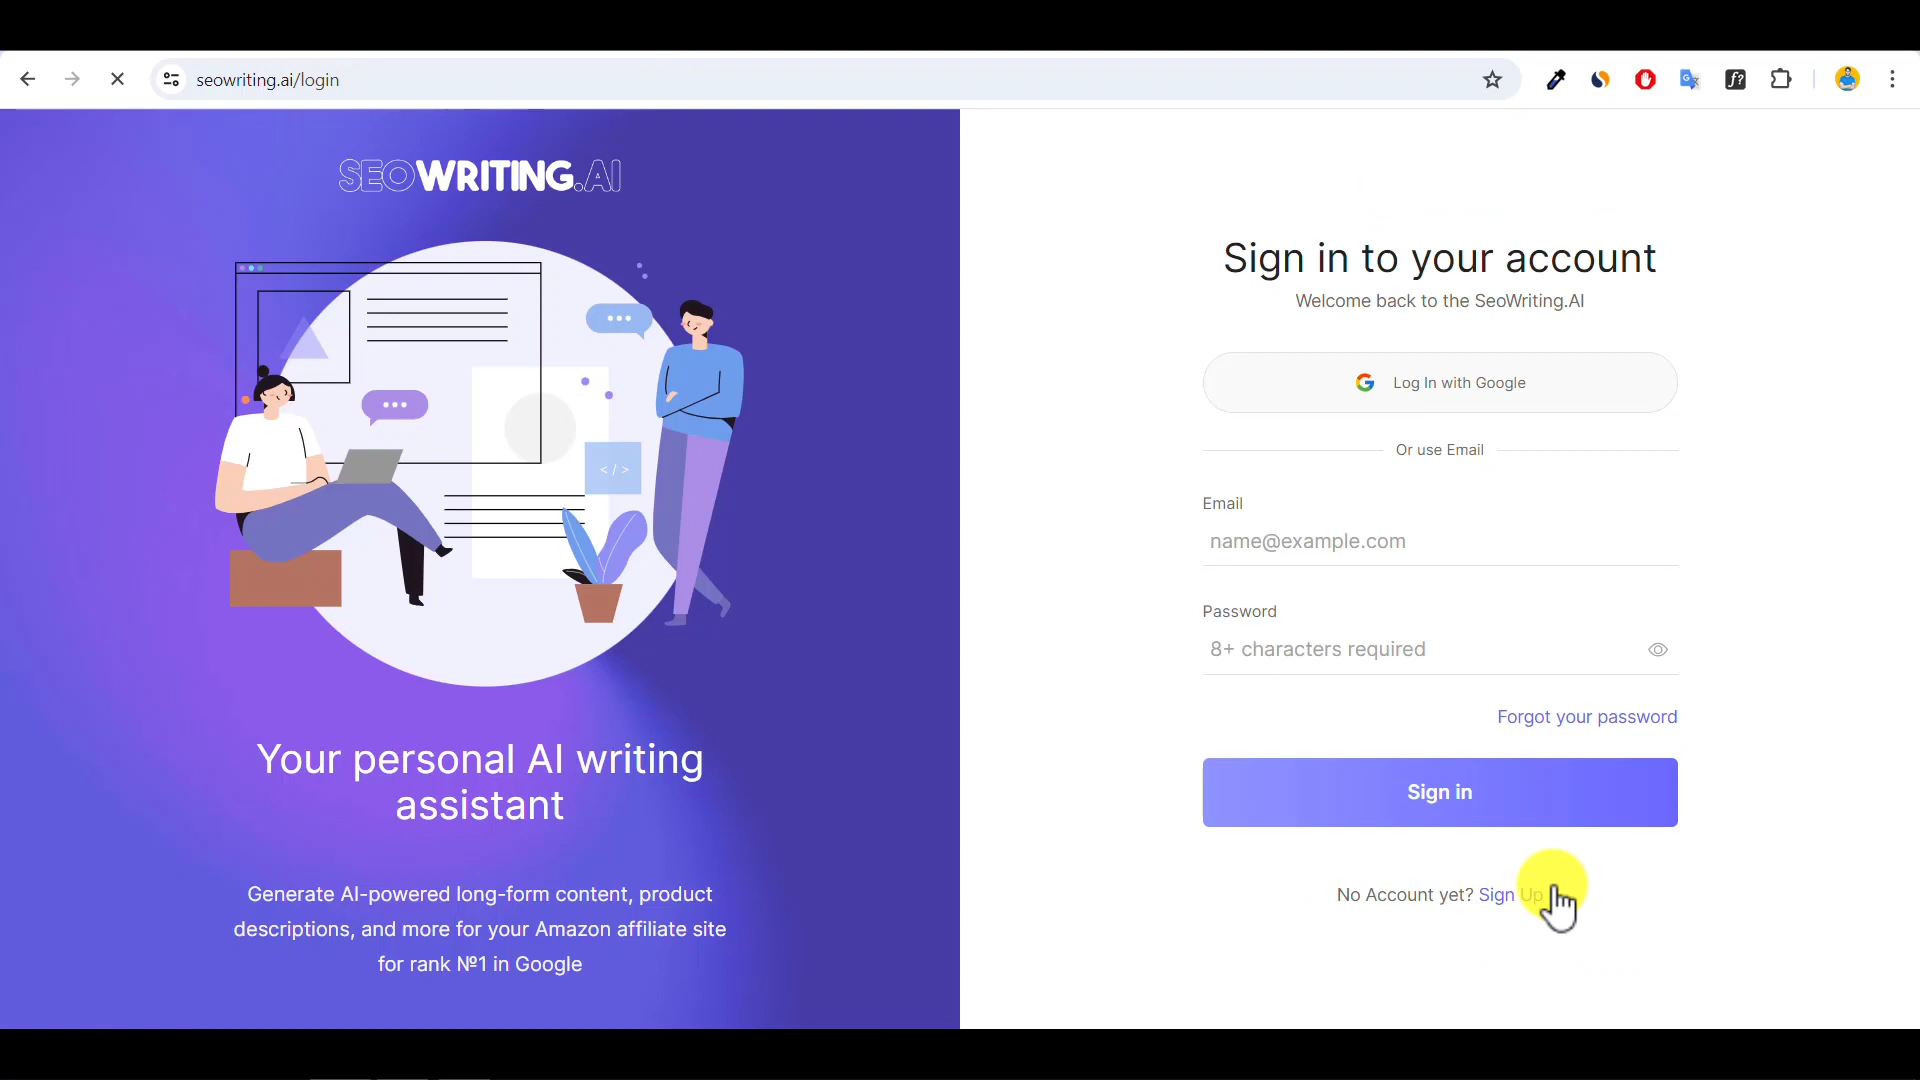 seowriting.ai/login
SEOWRITING.AI
Your personal AI writing
assistant
Generate AI-powered long-form content, product
descriptions, and more for your Amazon affiliate site
for rank №1 in Google
Sign in to your account
Welcome back to the SeoWriting.AI
Log In with Google
Or use Email
Email
name@example.com
Password
8+ characters required
Forgot your password
Sign in
No Account yet? Sign Up